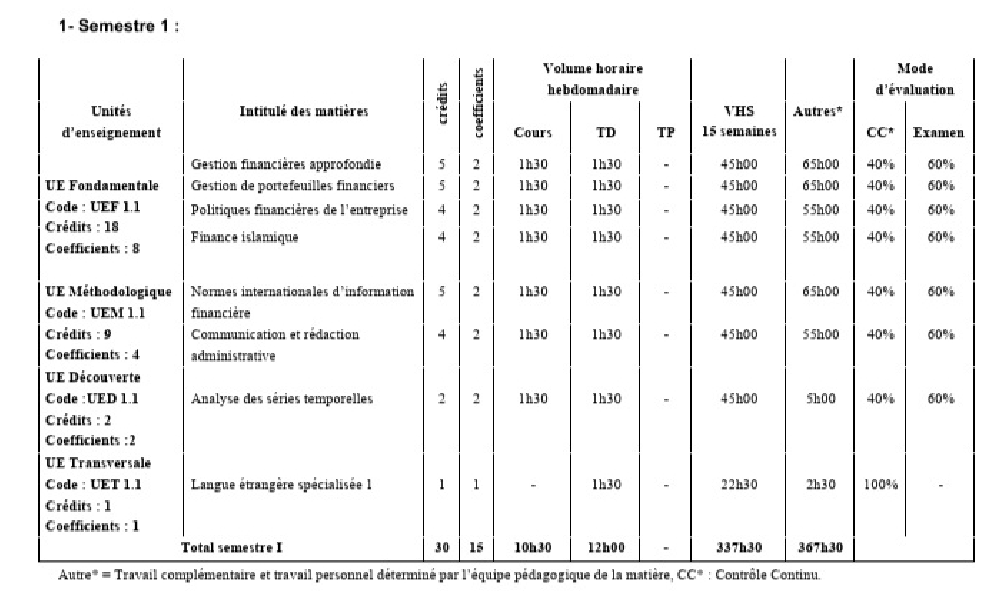 1- Semestre 1 :
Unités d'enseignement Intitulé des matières crédits coefficients Volume horaire hebdomadaire VHS 15 semaines Autres* Mode d'évaluation
Cours TD TP CC* Examen
UE Fondamentale
Code : UEF 1.1
Crédits : 18
Coefficients : 8
Gestion financières approfondie 5 2 1h30 1h30 - 45h00 65h00 40% 60%
Gestion de portefeuilles financiers 5 2 1h30 1h30 - 45h00 65h00 40% 60%
Politiques financières de l'entreprise 4 2 1h30 1h30 - 45h00 55h00 40% 60%
Finance islamique 4 2 1h30 1h30 - 45h00 55h00 40% 60%
UE Méthodologique
Code : UEM 1.1
Crédits : 9
Coefficients : 4
Normes internationales d'information 5 2 1h30 1h30 - 45h00 65h00 40% 60%
financière
Communication et rédaction 4 2 1h30 1h30 - 45h00 55h00 40% 60%
administrative
UE Découverte
Code :UED 1.1
Crédits : 2
Coefficients :2
Analyse des séries temporelles 2 2 1h30 1h30 - 45h00 5h00 40% 60%
UE Transversale
Code : UET 1.1
Crédits : 1
Coefficients : 1
Langue étrangère spécialisée 1 1 1 - 1h30 - 22h30 2h30 100% -
Total semestre I 30 15 10h30 12h00 - 337h30 367h30
Autre* = Travail complémentaire et travail personnel déterminé par l'équipe pédagogique de la matière, CC* : Contrôle Continu.